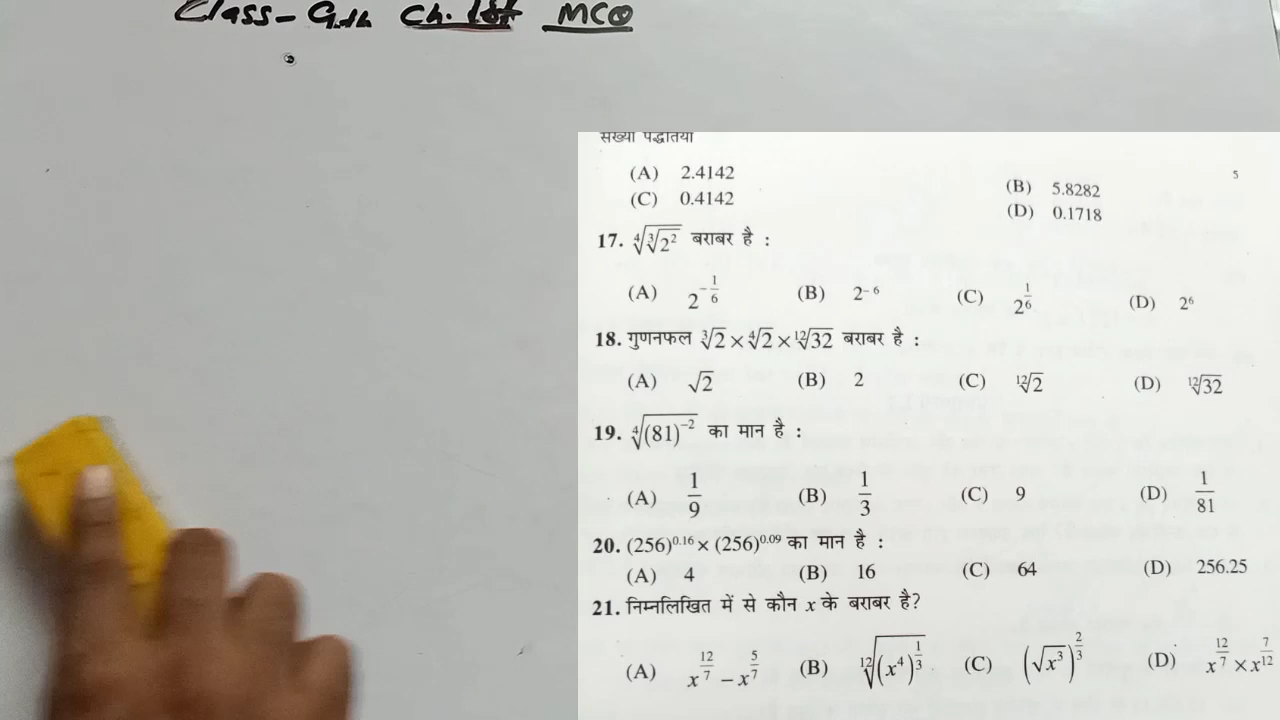 Class- 9th Ch. 1st MCQ
संख्या पद्धतियाँ
5
(A) 2.4142 (B) 5.8282
(C) 0.4142 (D) 0.1718
17. ∜(∛(2²)) बराबर है :
(A) 2^(-1/6) (B) 2⁻⁶ (C) 2^(1/6) (D) 2⁶
18. गुणनफल ∛2 × ∜2 × ¹²√32 बराबर है :
(A) √2 (B) 2 (C) ¹²√2 (D) ¹²√32
19. ∜((81)⁻²) का मान है :
(A) 1/9 (B) 1/3 (C) 9 (D) 1/81
20. (256)^0.16 × (256)^0.09 का मान है :
(A) 4 (B) 16 (C) 64 (D) 256.25
21. निम्नलिखित में से कौन x के बराबर है?
(A) x^(12/7) – x^(5/7) (B) ¹²√((x⁴)^(1/3)) (C) (√x³)^(2/3) (D) x^(12/7) × x^(7/12)